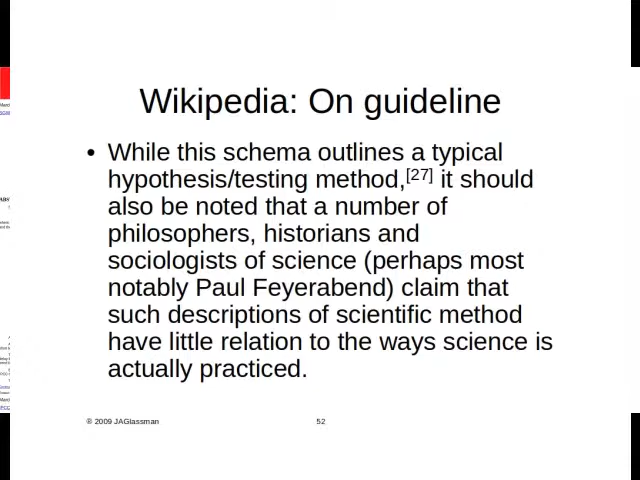 Wikipedia: On guideline
• While this schema outlines a typical
hypothesis/testing method,[27] it should
also be noted that a number of
philosophers, historians and
sociologists of science (perhaps most
notably Paul Feyerabend) claim that
such descriptions of scientific method
have little relation to the ways science is
actually practiced.
® 2009 JAGlassman
52